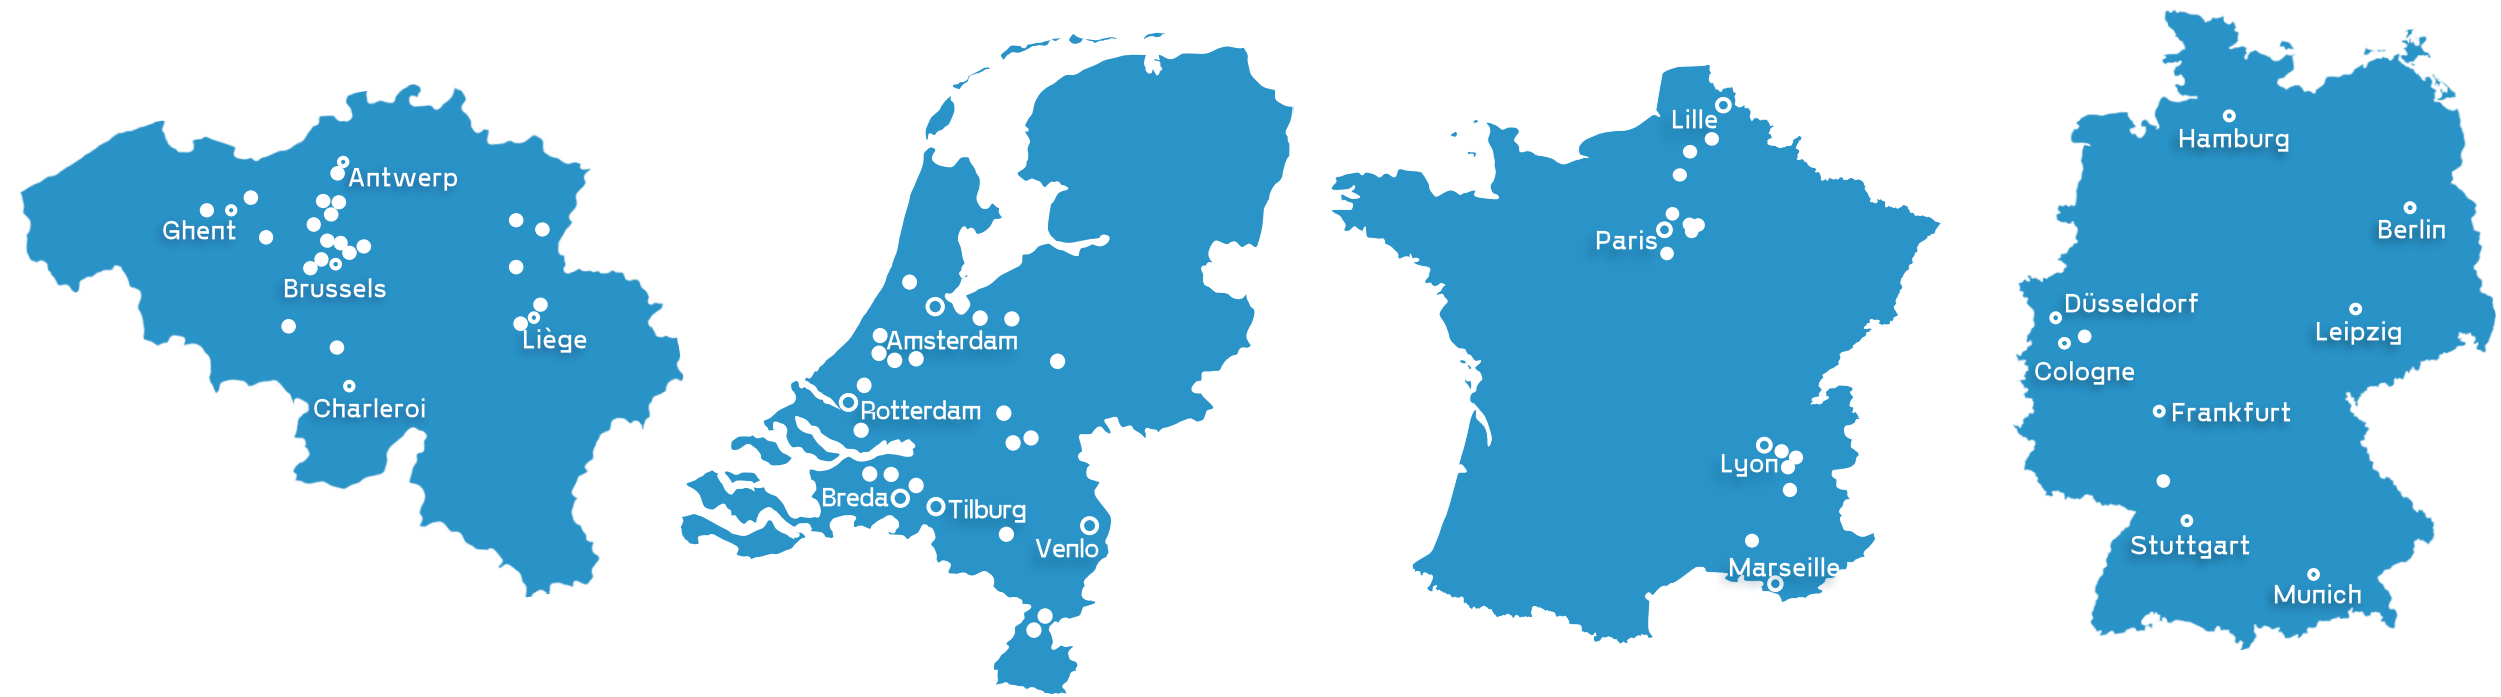 Antwerp
Ghent
Brussels
Liège
Charleroi
Amsterdam
Rotterdam
Breda
Tilburg
Venlo
Lille
Paris
Lyon
Marseille
Hamburg
Berlin
Düsseldorf
Leipzig
Cologne
Frankfurt
Stuttgart
Munich